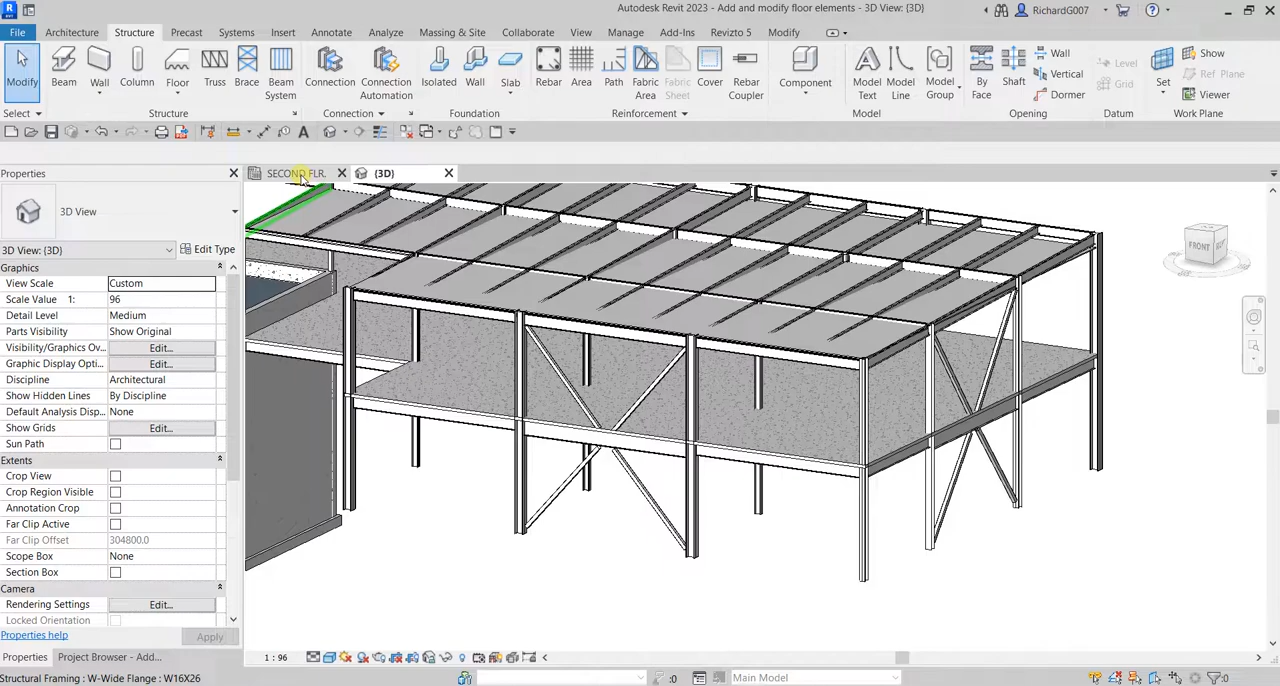 Autodesk Revit 2023 - Add and modify floor elements - 3D View: {3D}
RichardG007
File Architecture Structure Precast Systems Insert Annotate Analyze Massing & Site Collaborate View Manage Add-Ins Revizto 5 Modify
Modify Beam Wall Column Floor Truss Brace Beam System Connection Connection Automation Isolated Wall Slab Rebar Area Path Fabric Area Fabric Sheet Cover Rebar Coupler Component Model Text Model Line Model Group By Face Shaft Wall Vertical Dormer Level Grid Set Show Ref Plane Viewer
Select Structure Connection Foundation Reinforcement Model Opening Datum Work Plane
Properties
SECOND FLR.
{3D}
3D View
3D View: {3D}
Edit Type
Graphics
View Scale Custom
Scale Value 1: 96
Detail Level Medium
Parts Visibility Show Original
Visibility/Graphics Ov... Edit...
Graphic Display Opti... Edit...
Discipline Architectural
Show Hidden Lines By Discipline
Default Analysis Disp... None
Show Grids Edit...
Sun Path
Extents
Crop View
Crop Region Visible
Annotation Crop
Far Clip Active
Far Clip Offset 304800.0
Scope Box None
Section Box
Camera
Rendering Settings Edit...
Locked Orientation
Properties help
Apply
FRONT
Properties
Project Browser - Add...
1 : 96
Structural Framing : W-Wide Flange : W16X26
:0
Main Model
:0